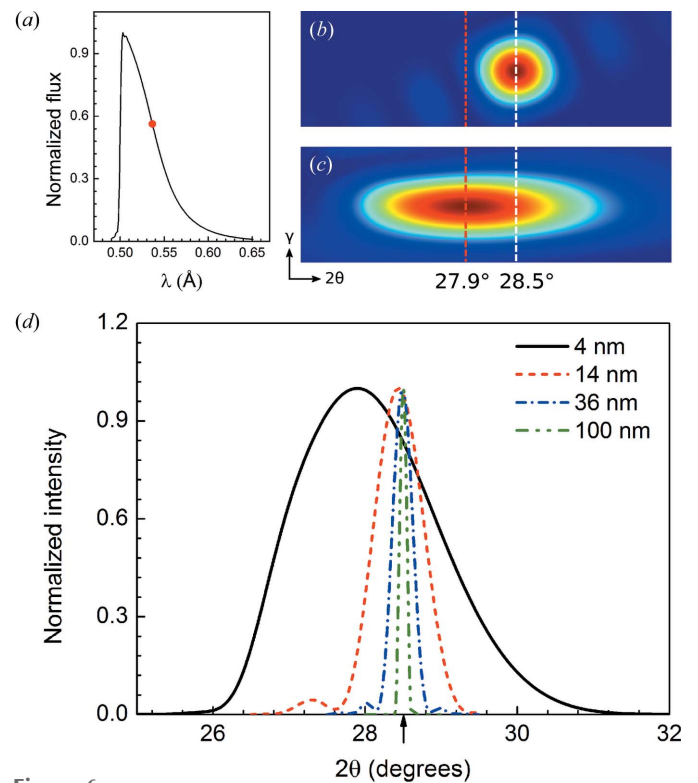 (a)
0.9
0.6
0.3
0.0
Normalized flux
0.50 0.55 0.60 0.65
λ (Å)
(b)
(c)
γ
2θ
27.9° 28.5°
(d)
1.2
0.9
0.6
0.3
0.0
Normalized intensity
4 nm
14 nm
36 nm
100 nm
26 28 30 32
2θ (degrees)